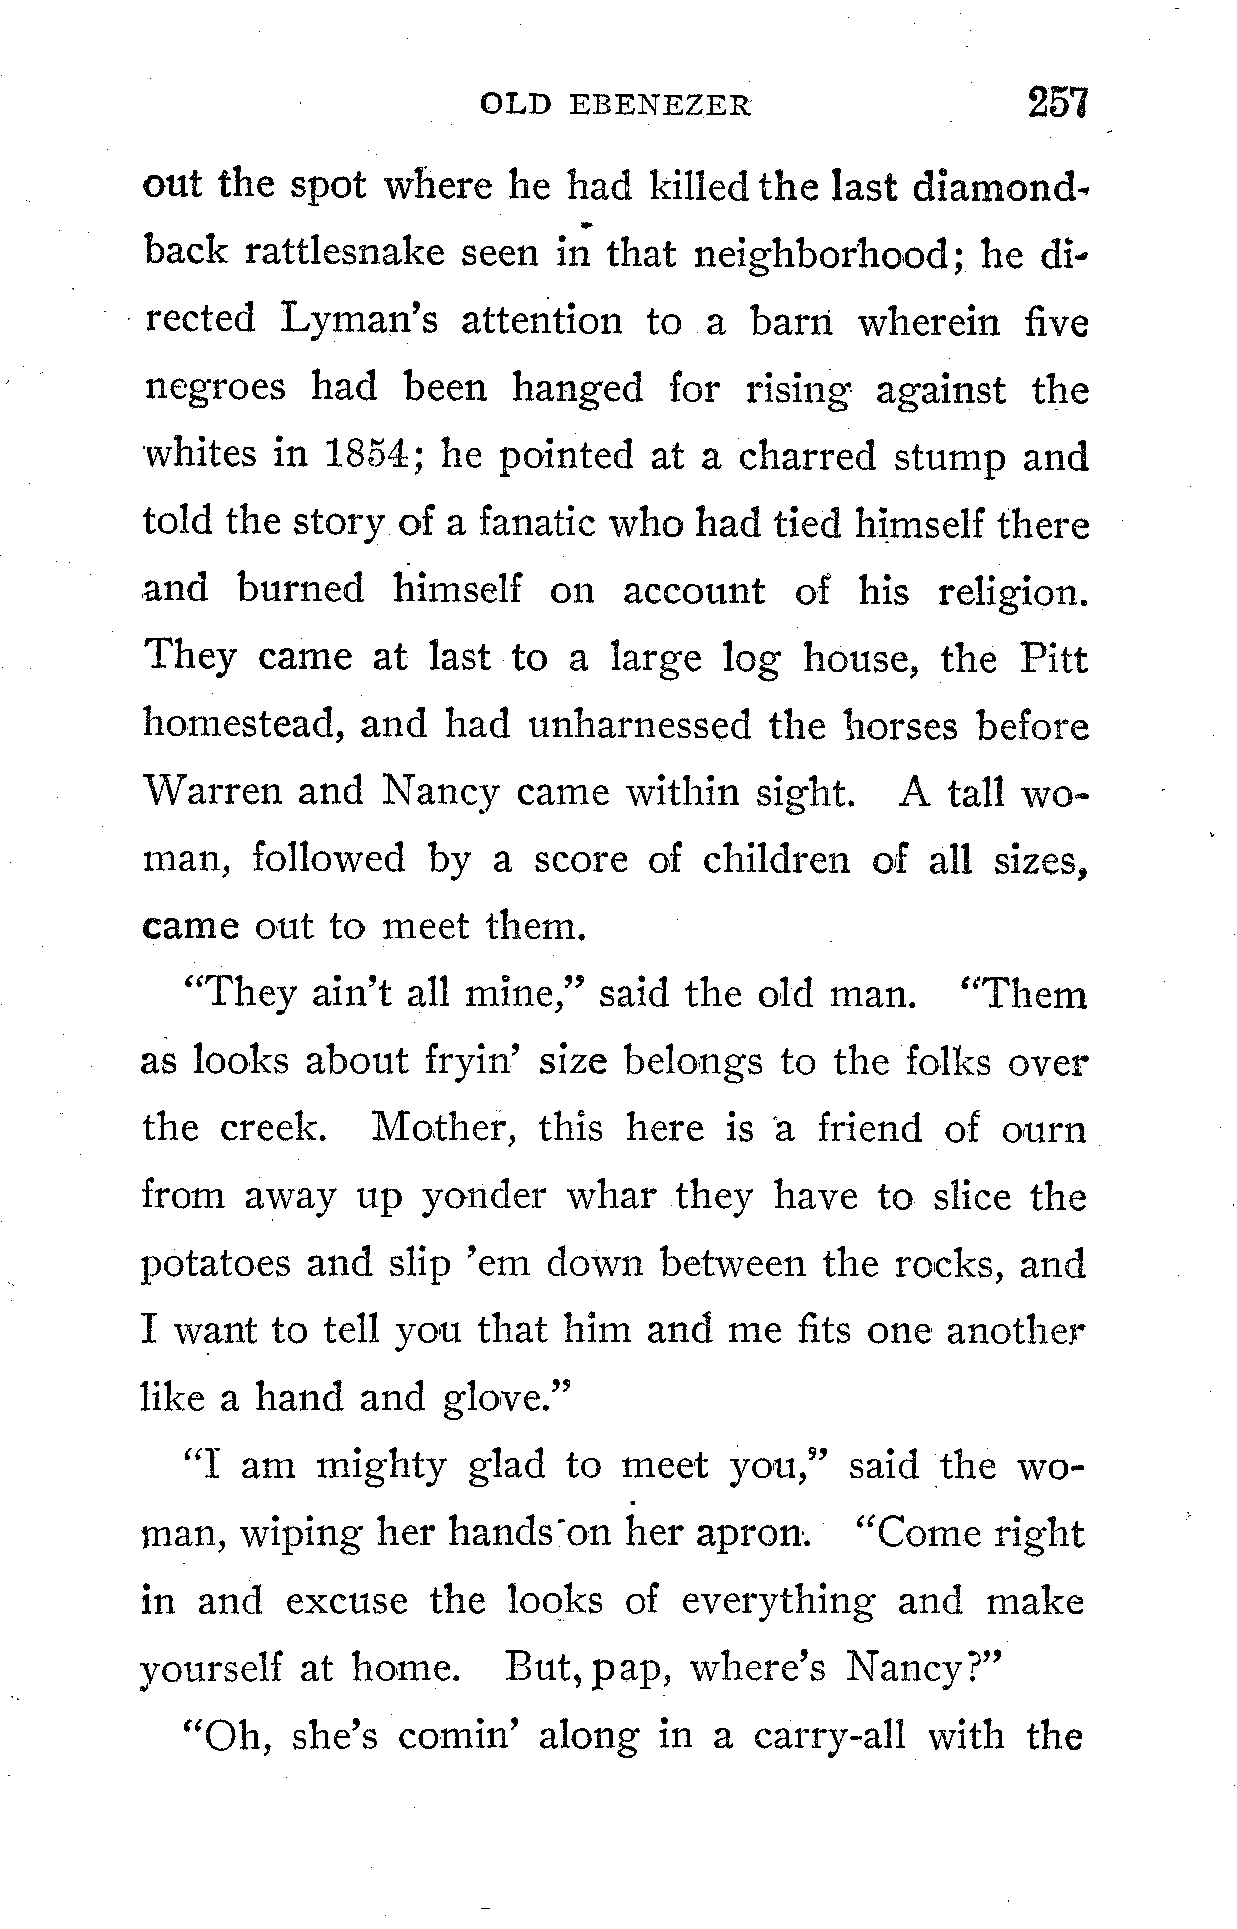 OLD EBENEZER 257
out the spot where he had killed the last diamond-
back rattlesnake seen in that neighborhood; he di-
rected Lyman's attention to a barn wherein five
negroes had been hanged for rising against the
whites in 1854; he pointed at a charred stump and
told the story of a fanatic who had tied himself there
and burned himself on account of his religion.
They came at last to a large log house, the Pitt
homestead, and had unharnessed the horses before
Warren and Nancy came within sight. A tall wo-
man, followed by a score of children of all sizes,
came out to meet them.
"They ain't all mine," said the old man. "Them
as looks about fryin' size belongs to the folks over
the creek. Mother, this here is a friend of ourn
from away up yonder whar they have to slice the
potatoes and slip 'em down between the rocks, and
I want to tell you that him and me fits one another
like a hand and glove."
"I am mighty glad to meet you," said the wo-
man, wiping her hands on her apron. "Come right
in and excuse the looks of everything and make
yourself at home. But, pap, where's Nancy?"
"Oh, she's comin' along in a carry-all with the